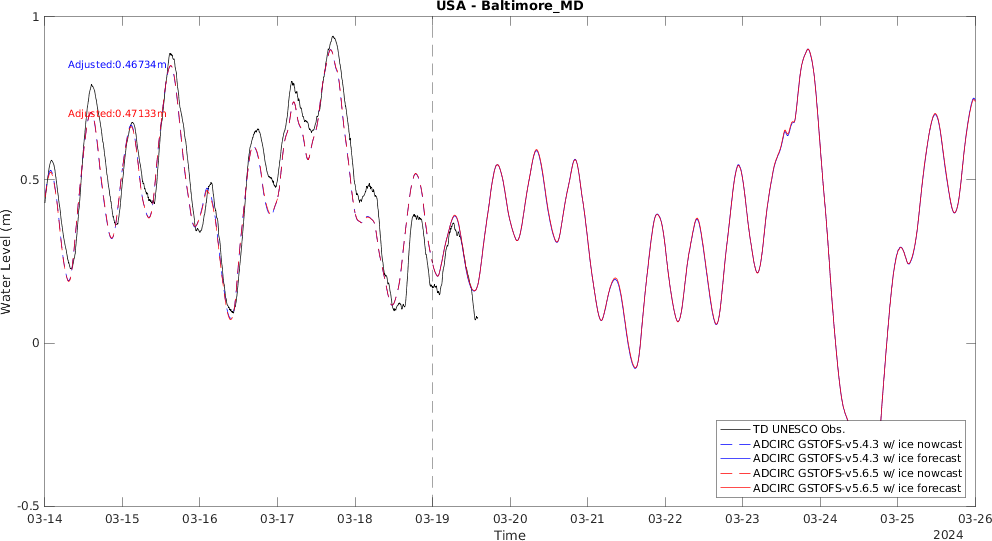 USA - Baltimore_MD
1
Adjusted:0.46734m
Adjusted:0.47133m
0.5
Water Level (m)
0
TD UNESCO Obs.
ADCIRC GSTOFS-v5.4.3 w/ ice nowcast
ADCIRC GSTOFS-v5.4.3 w/ ice forecast
ADCIRC GSTOFS-v5.6.5 w/ ice nowcast
ADCIRC GSTOFS-v5.6.5 w/ ice forecast
-0.5
03-14 03-15 03-16 03-17 03-18 03-19 03-20 03-21 03-22 03-23 03-24 03-25 03-26
Time
2024